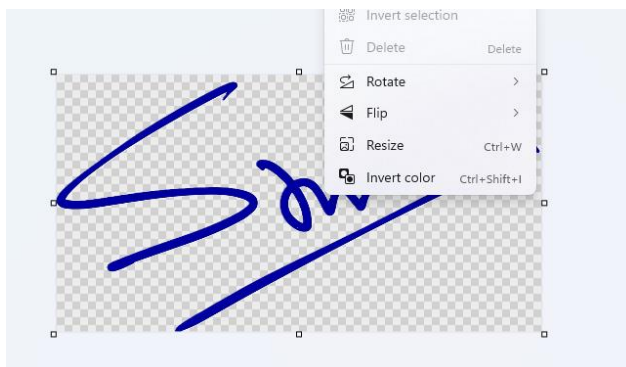 Invert selection
Delete Delete
Rotate
Flip
Resize Ctrl+W
Invert color Ctrl+Shift+I